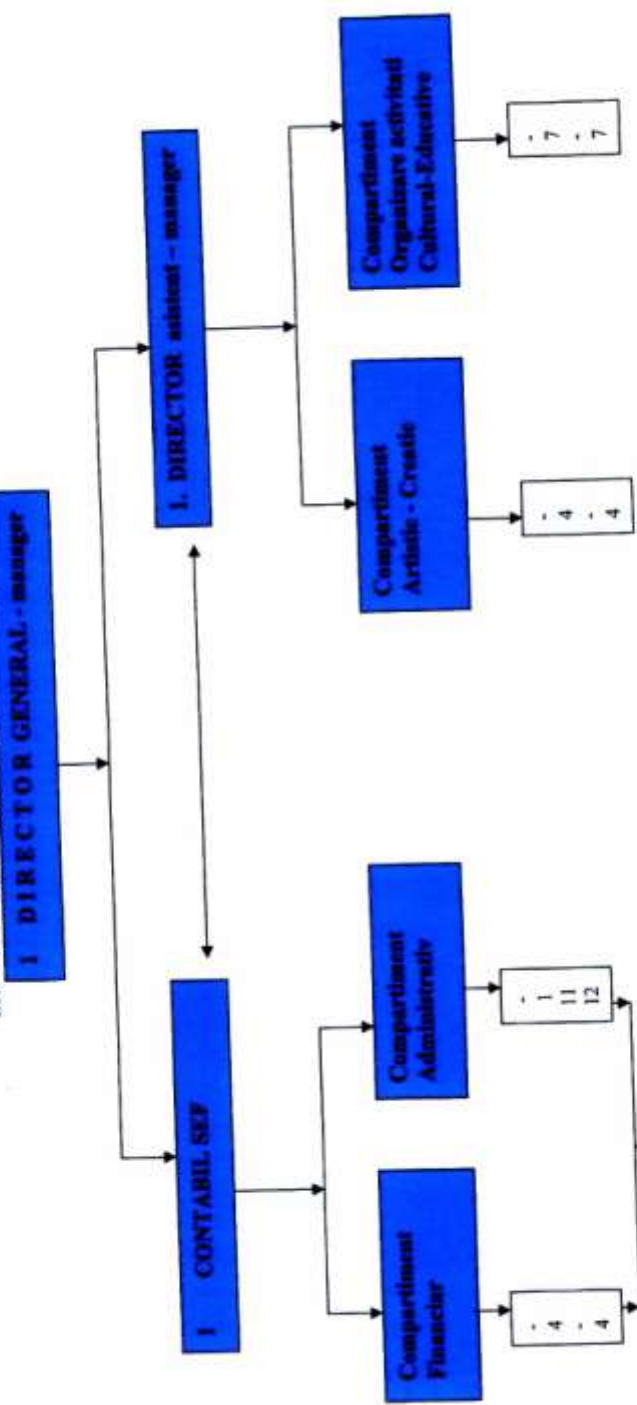 1 DIRECTOR GENERAL - manager
1 CONTABIL SEF
1. DIRECTOR asistent – manager
Compartiment
Financiar
Compartiment
Administrativ
Compartiment
Artistic - Creatie
Compartiment
Organizare activitati
Cultural-Educative
-
4
-
4
-
1
11
12
-
4
-
4
-
7
-
7